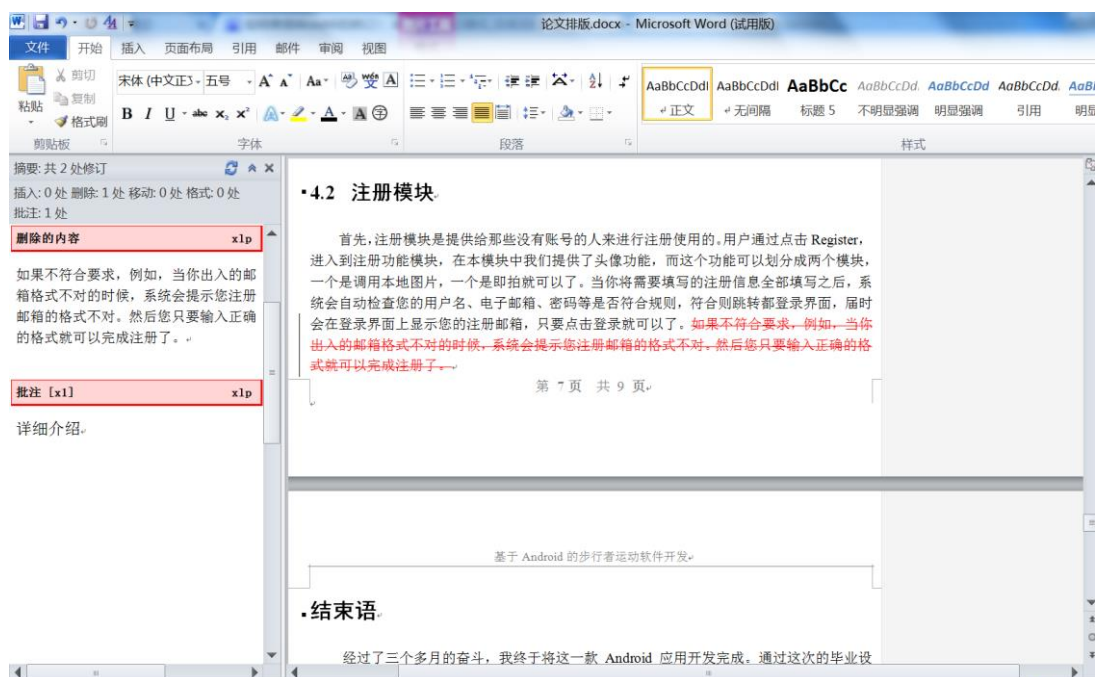 论文排版.docx - Microsoft Word (试用版)
文件 开始 插入 页面布局 引用 邮件 审阅 视图
粘贴
剪切
复制
格式刷
剪贴板
宋体 (中文正文) 五号
字体
段落
AaBbCcDdI AaBbCcDdI AaBbCc AaBbCcDd. AaBbCcDd AaBbCcDd. AaBl
正文 无间隔 标题 5 不明显强调 明显强调 引用 明显
样式
摘要: 共 2 处修订
插入: 0 处 删除: 1 处 移动: 0 处 格式: 0 处
批注: 1 处
删除的内容 xlp
如果不符合要求，例如，当你出入的邮
箱格式不对的时候，系统会提示您注册
邮箱的格式不对。然后您只要输入正确
的格式就可以完成注册了。
批注 [x1] xlp
详细介绍
4.2 注册模块
首先,注册模块是提供给那些没有账号的人来进行注册使用的。用户通过点击 Register，
进入到注册功能模块，在本模块中我们提供了头像功能，而这个功能可以划分成两个模块，
一个是调用本地图片，一个是即拍就可以了。当你将需要填写的注册信息全部填写之后，系
统会自动检查您的用户名、电子邮箱、密码等是否符合规则，符合则跳转都登录界面，届时
会在登录界面上显示您的注册邮箱，只要点击登录就可以了。如果不符合要求，例如，当你
出入的邮箱格式不对的时候，系统会提示您注册邮箱的格式不对。然后您只要输入正确的格
式就可以完成注册了。
第 7 页 共 9 页
基于 Android 的步行者运动软件开发
结束语
经过了三个多月的奋斗，我终于将这一款 Android 应用开发完成。通过这次的毕业设